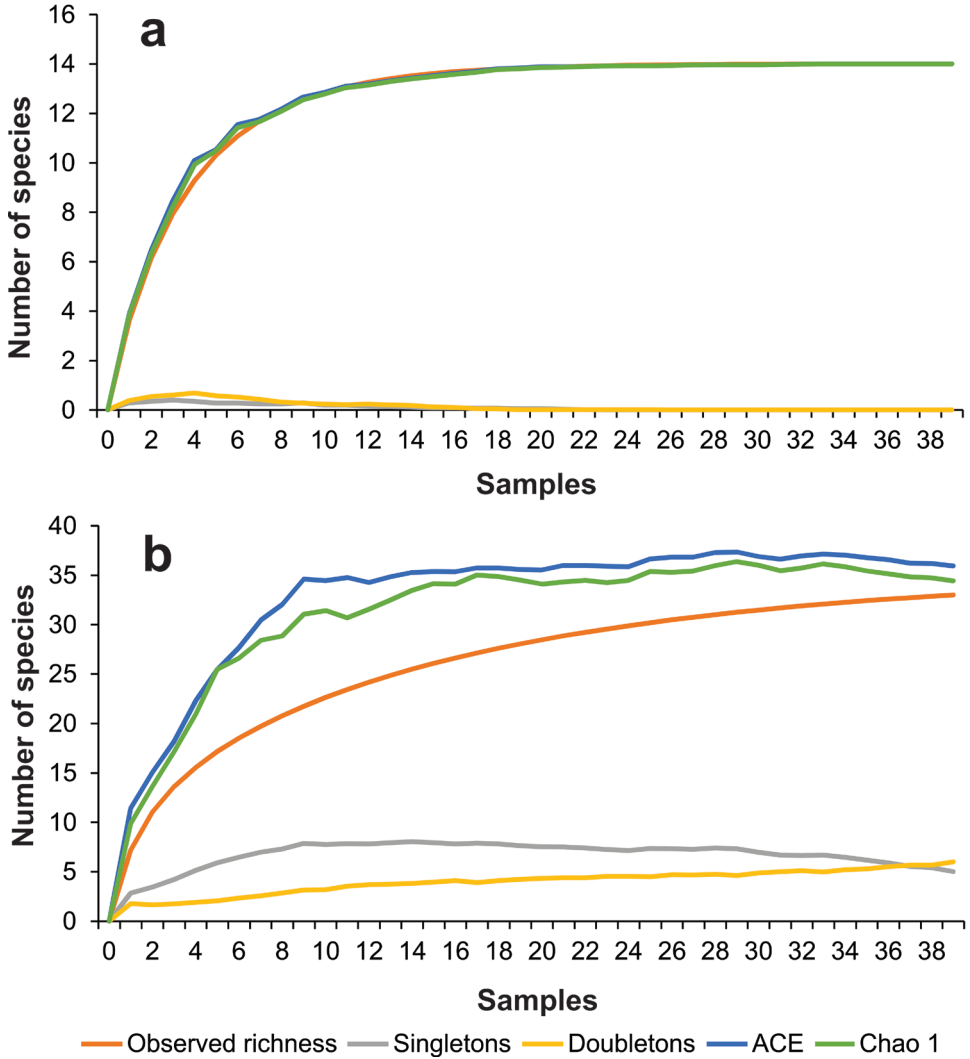 a
Number of species
16
14
12
10
8
6
4
2
0
0 2 4 6 8 10 12 14 16 18 20 22 24 26 28 30 32 34 36 38
Samples
b
Number of species
40
35
30
25
20
15
10
5
0
0 2 4 6 8 10 12 14 16 18 20 22 24 26 28 30 32 34 36 38
Samples
Observed richness Singletons Doubletons ACE Chao 1